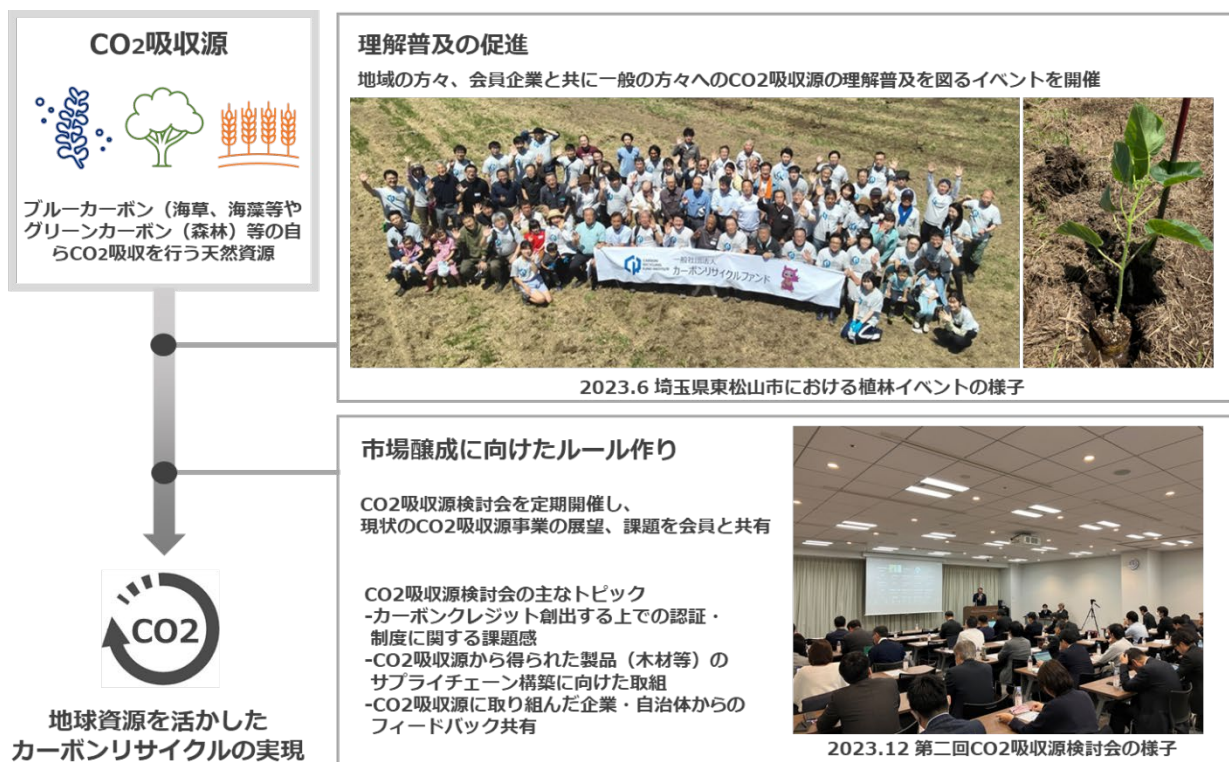 CO2吸収源
ブルーカーボン（海草、海藻等や
グリーンカーボン（森林）等の自
らCO2吸収を行う天然資源
CO2
地球資源を活かした
カーボンリサイクルの実現
理解普及の促進
地域の方々、会員企業と共に一般の方々へのCO2吸収源の理解普及を図るイベントを開催
一般社団法人
カーボンリサイクルファンド
2023.6 埼玉県東松山市における植林イベントの様子
市場醸成に向けたルール作り
CO2吸収源検討会を定期開催し、
現状のCO2吸収源事業の展望、課題を会員と共有
CO2吸収源検討会の主なトピック
-カーボンクレジット創出する上での認証・
制度に関する課題感
-CO2吸収源から得られた製品（木材等）の
サプライチェーン構築に向けた取組
-CO2吸収源に取り組んだ企業・自治体からの
フィードバック共有
2023.12 第二回CO2吸収源検討会の様子